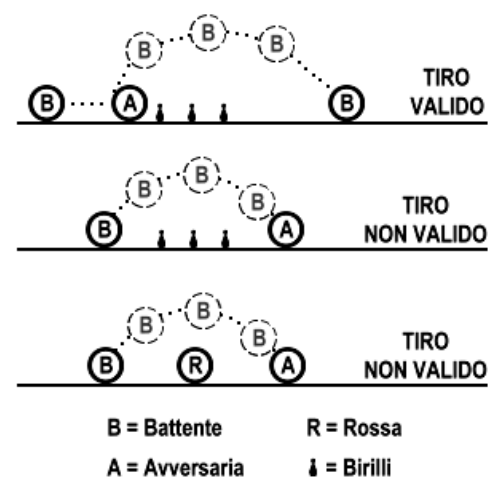 B B B
TIRO
VALIDO
B A B
B B B
TIRO
NON VALIDO
B A
B B B
TIRO
NON VALIDO
B R A
B = Battente R = Rossa
A = Avversaria = Birilli